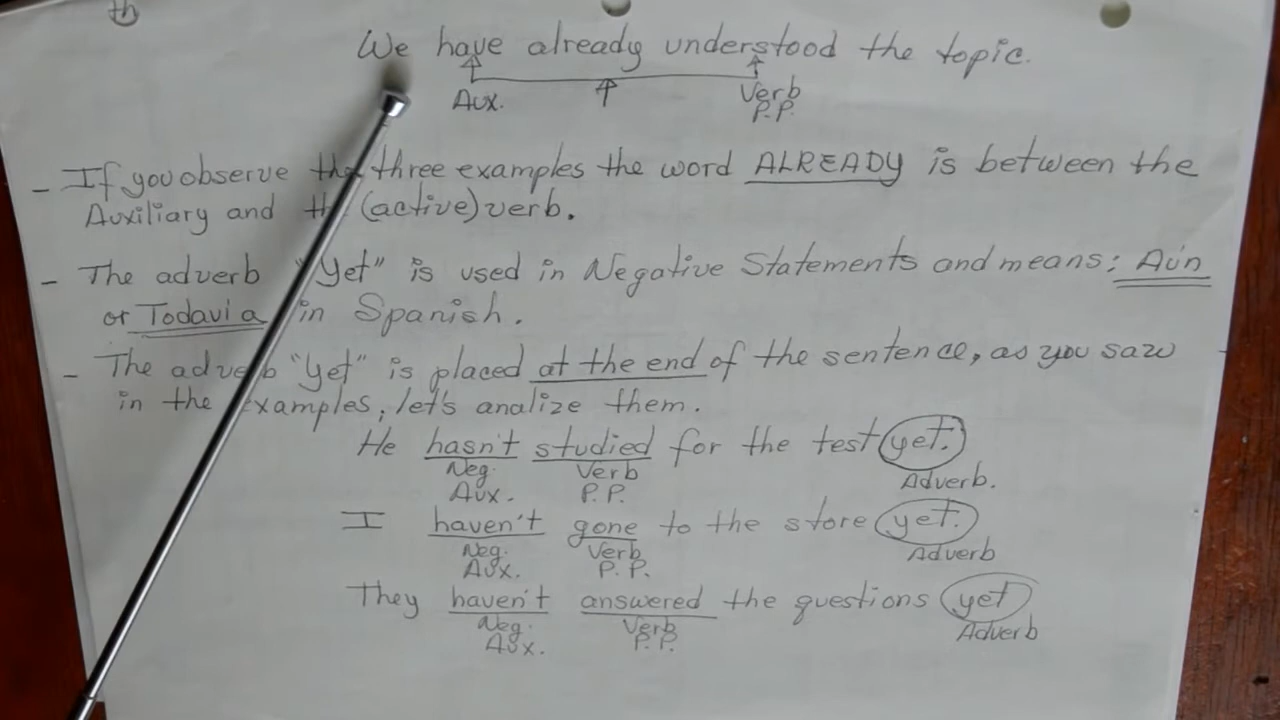 th
We have already understood the topic.
Aux. Verb
P.P.
- If you observe the three examples the word ALREADY is between the
Auxiliary and the (active) verb.
- The adverb "Yet" is used in Negative Statements and means: Aún
or Todavía in Spanish.
- The adverb "Yet" is placed at the end of the sentence, as you saw
in the examples, let's analize them.
He hasn't studied for the test yet.
Neg. Verb
Aux. P.P. Adverb.
I haven't gone to the store yet.
Neg. Verb Adverb
Aux. P.P.
They haven't answered the questions yet
Neg. Verb Adverb
Aux. P.P.